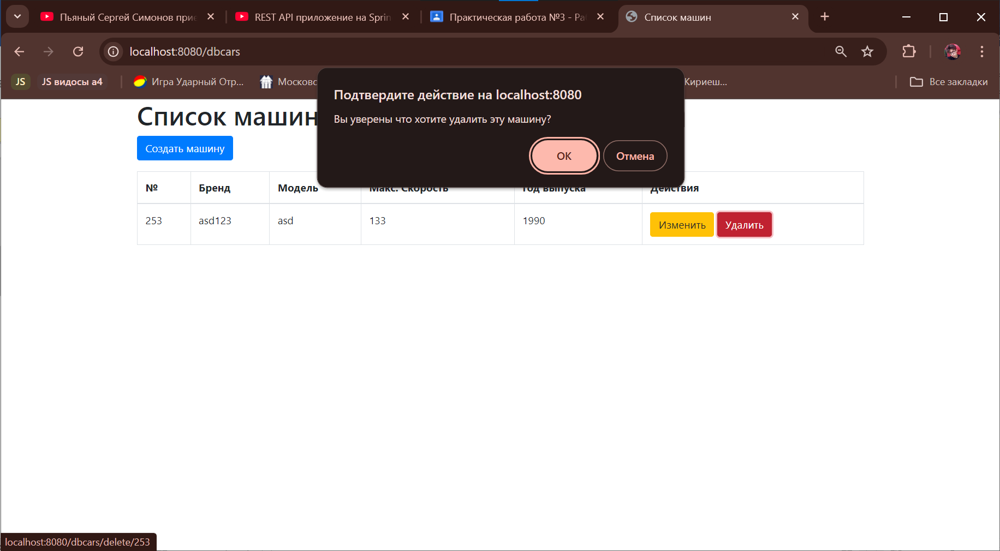 Пьяный Сергей Симонов прие
REST API приложение на Sprin
Практическая работа №3 - Ра
Список машин
localhost:8080/dbcars
JS
JS видосы а4
Игра Ударный Отр...
Московс
Кириеш...
Все закладки
Подтвердите действие на localhost:8080
Вы уверены что хотите удалить эту машину?
ОК
Отмена
Список машин
Создать машину
№ Бренд Модель Макс. Скорость Год выпуска Действия
253 asd123 asd 133 1990 Изменить Удалить
localhost:8080/dbcars/delete/253